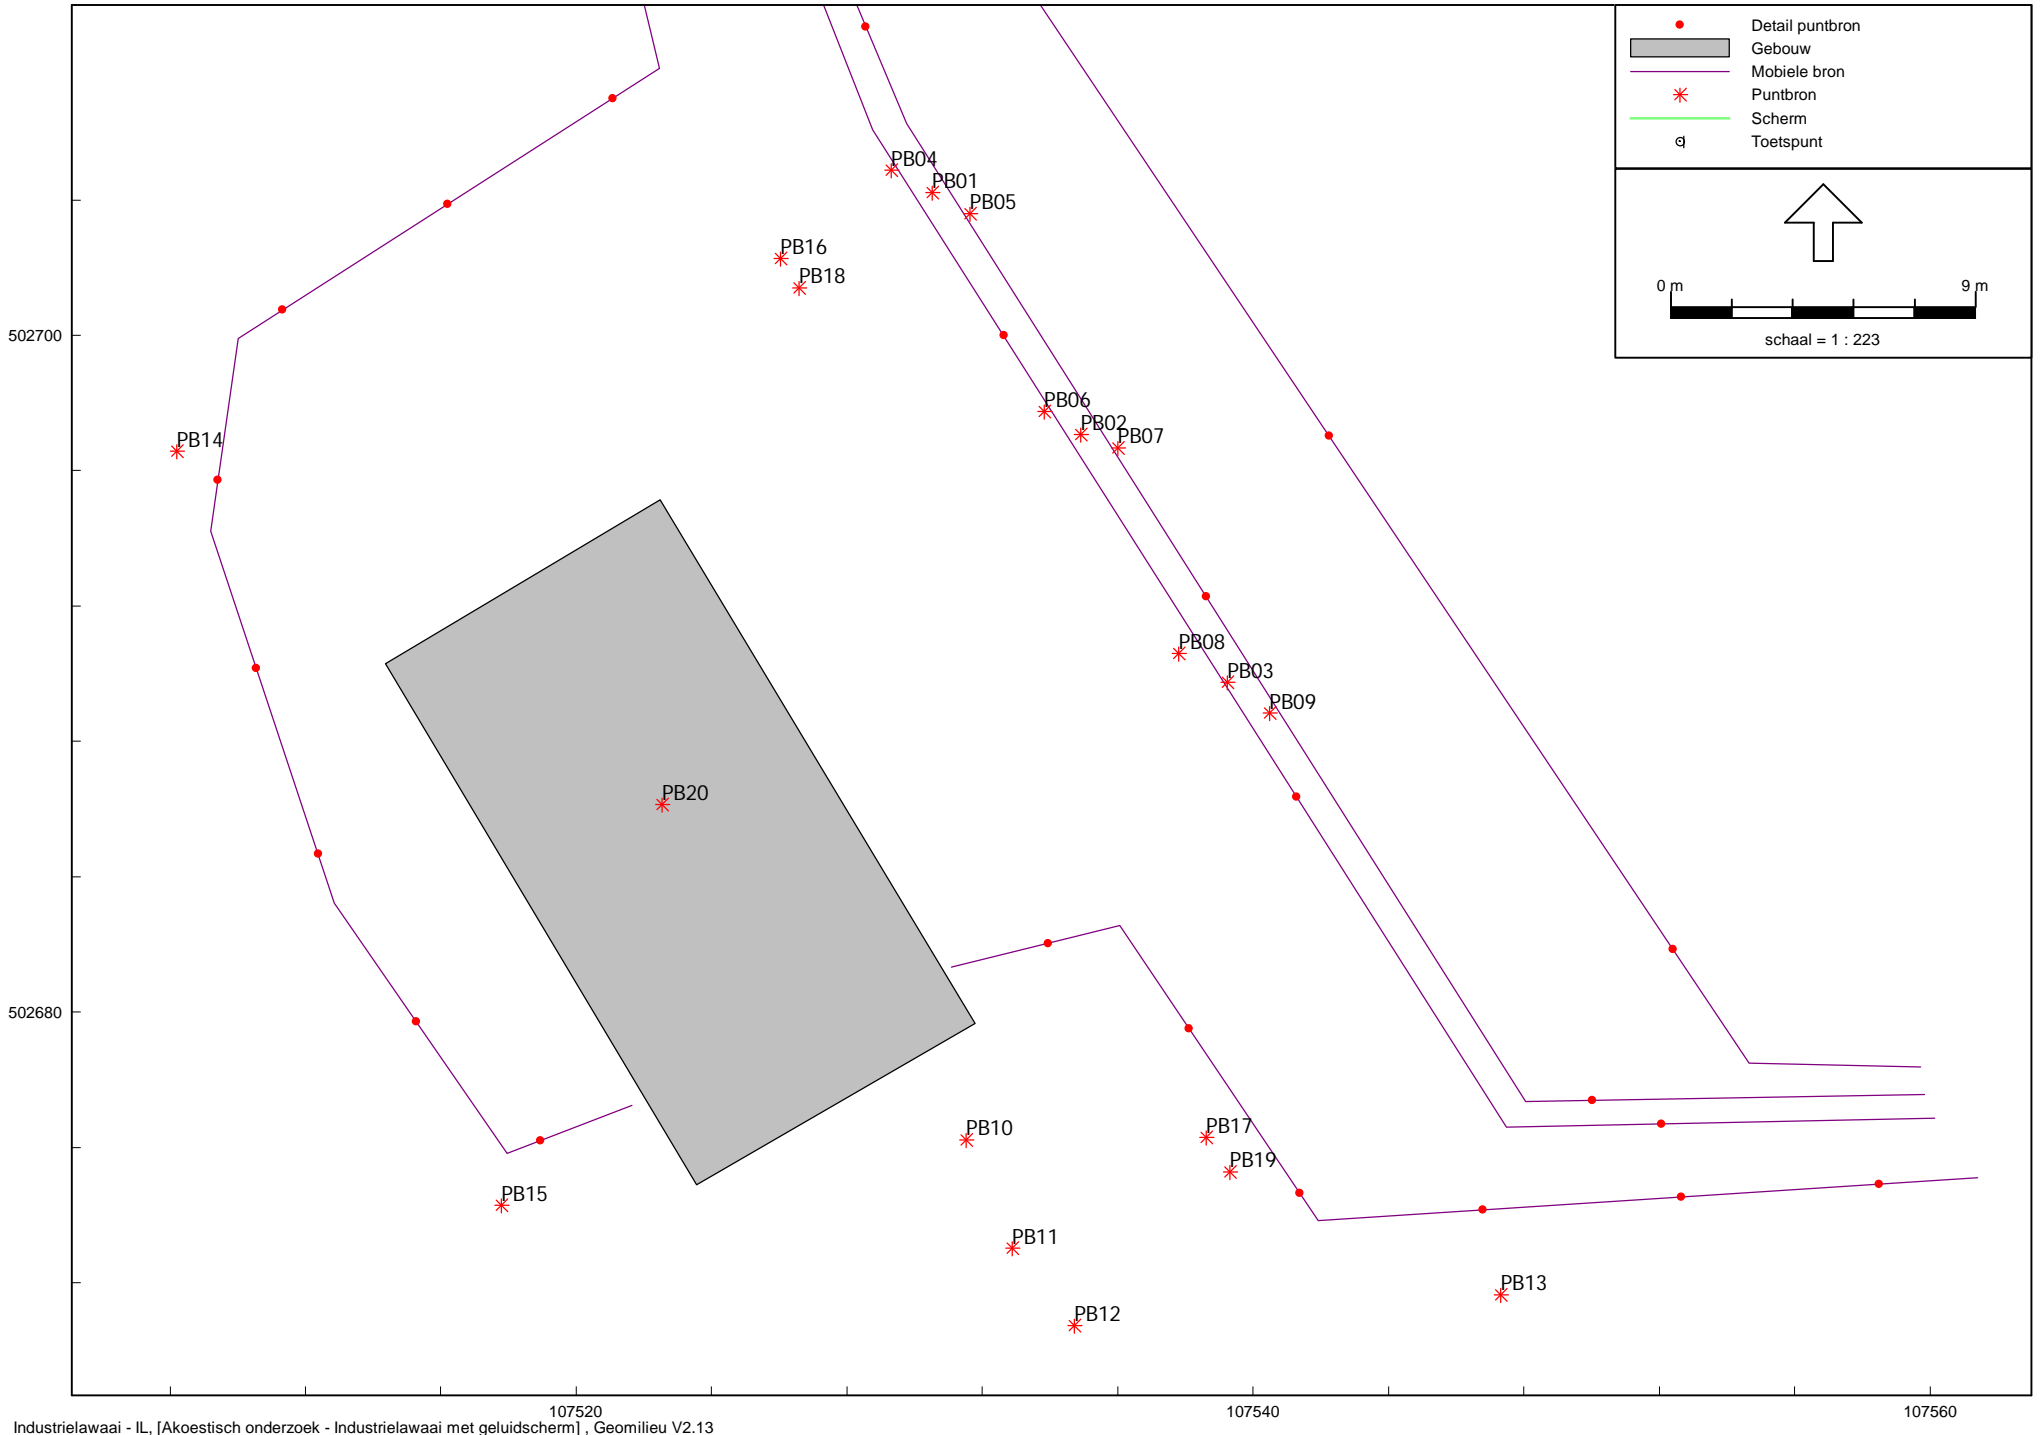 Detail puntbron
Gebouw
Mobiele bron
Puntbron
Scherm
Toetspunt
0 m
9 m
schaal = 1 : 223
PB04
PB01
PB05
PB16
PB18
502700
PB06
PB02
PB07
PB14
PB08
PB03
PB09
PB20
502680
PB10
PB17
PB19
PB15
PB11
PB13
PB12
107520
107540
107560
Industrielawaai - IL, [Akoestisch onderzoek - Industrielawaai met geluidscherm] , Geomilieu V2.13